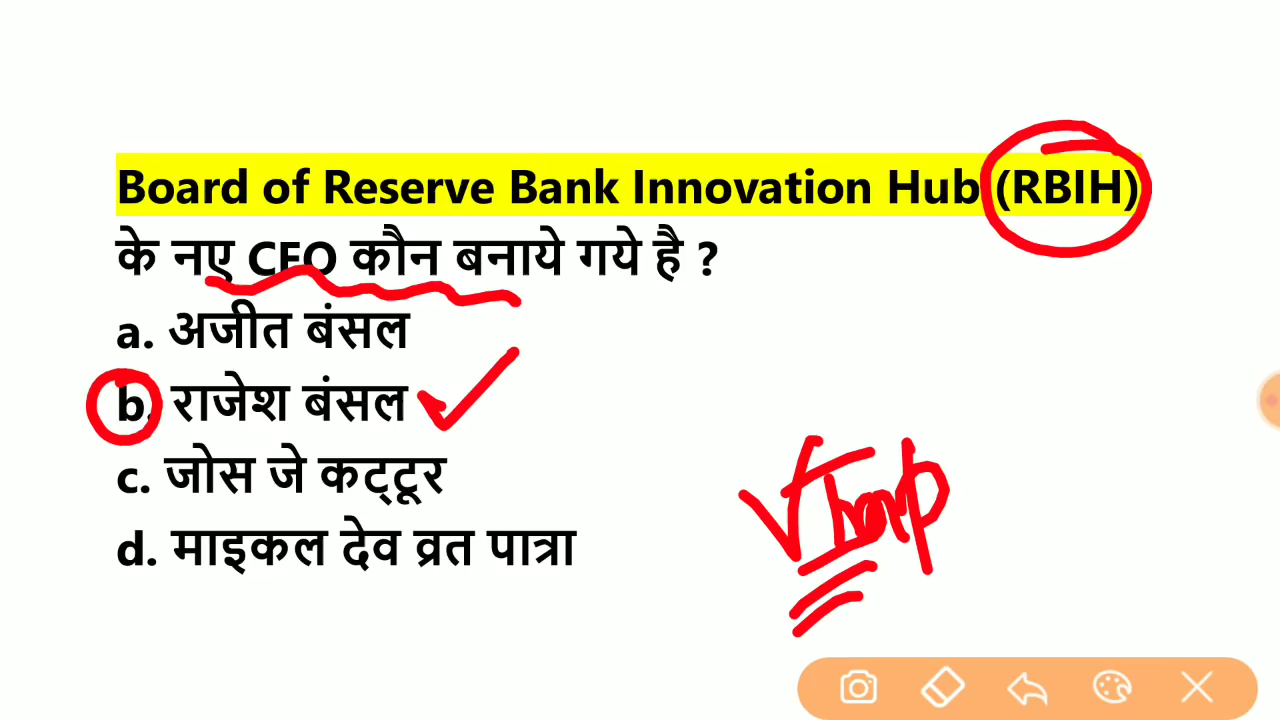 Board of Reserve Bank Innovation Hub (RBIH)
के नए CEO कौन बनाये गये है ?
a. अजीत बंसल
b. राजेश बंसल
c. जोस जे कट्टूर
d. माइकल देव व्रत पात्रा